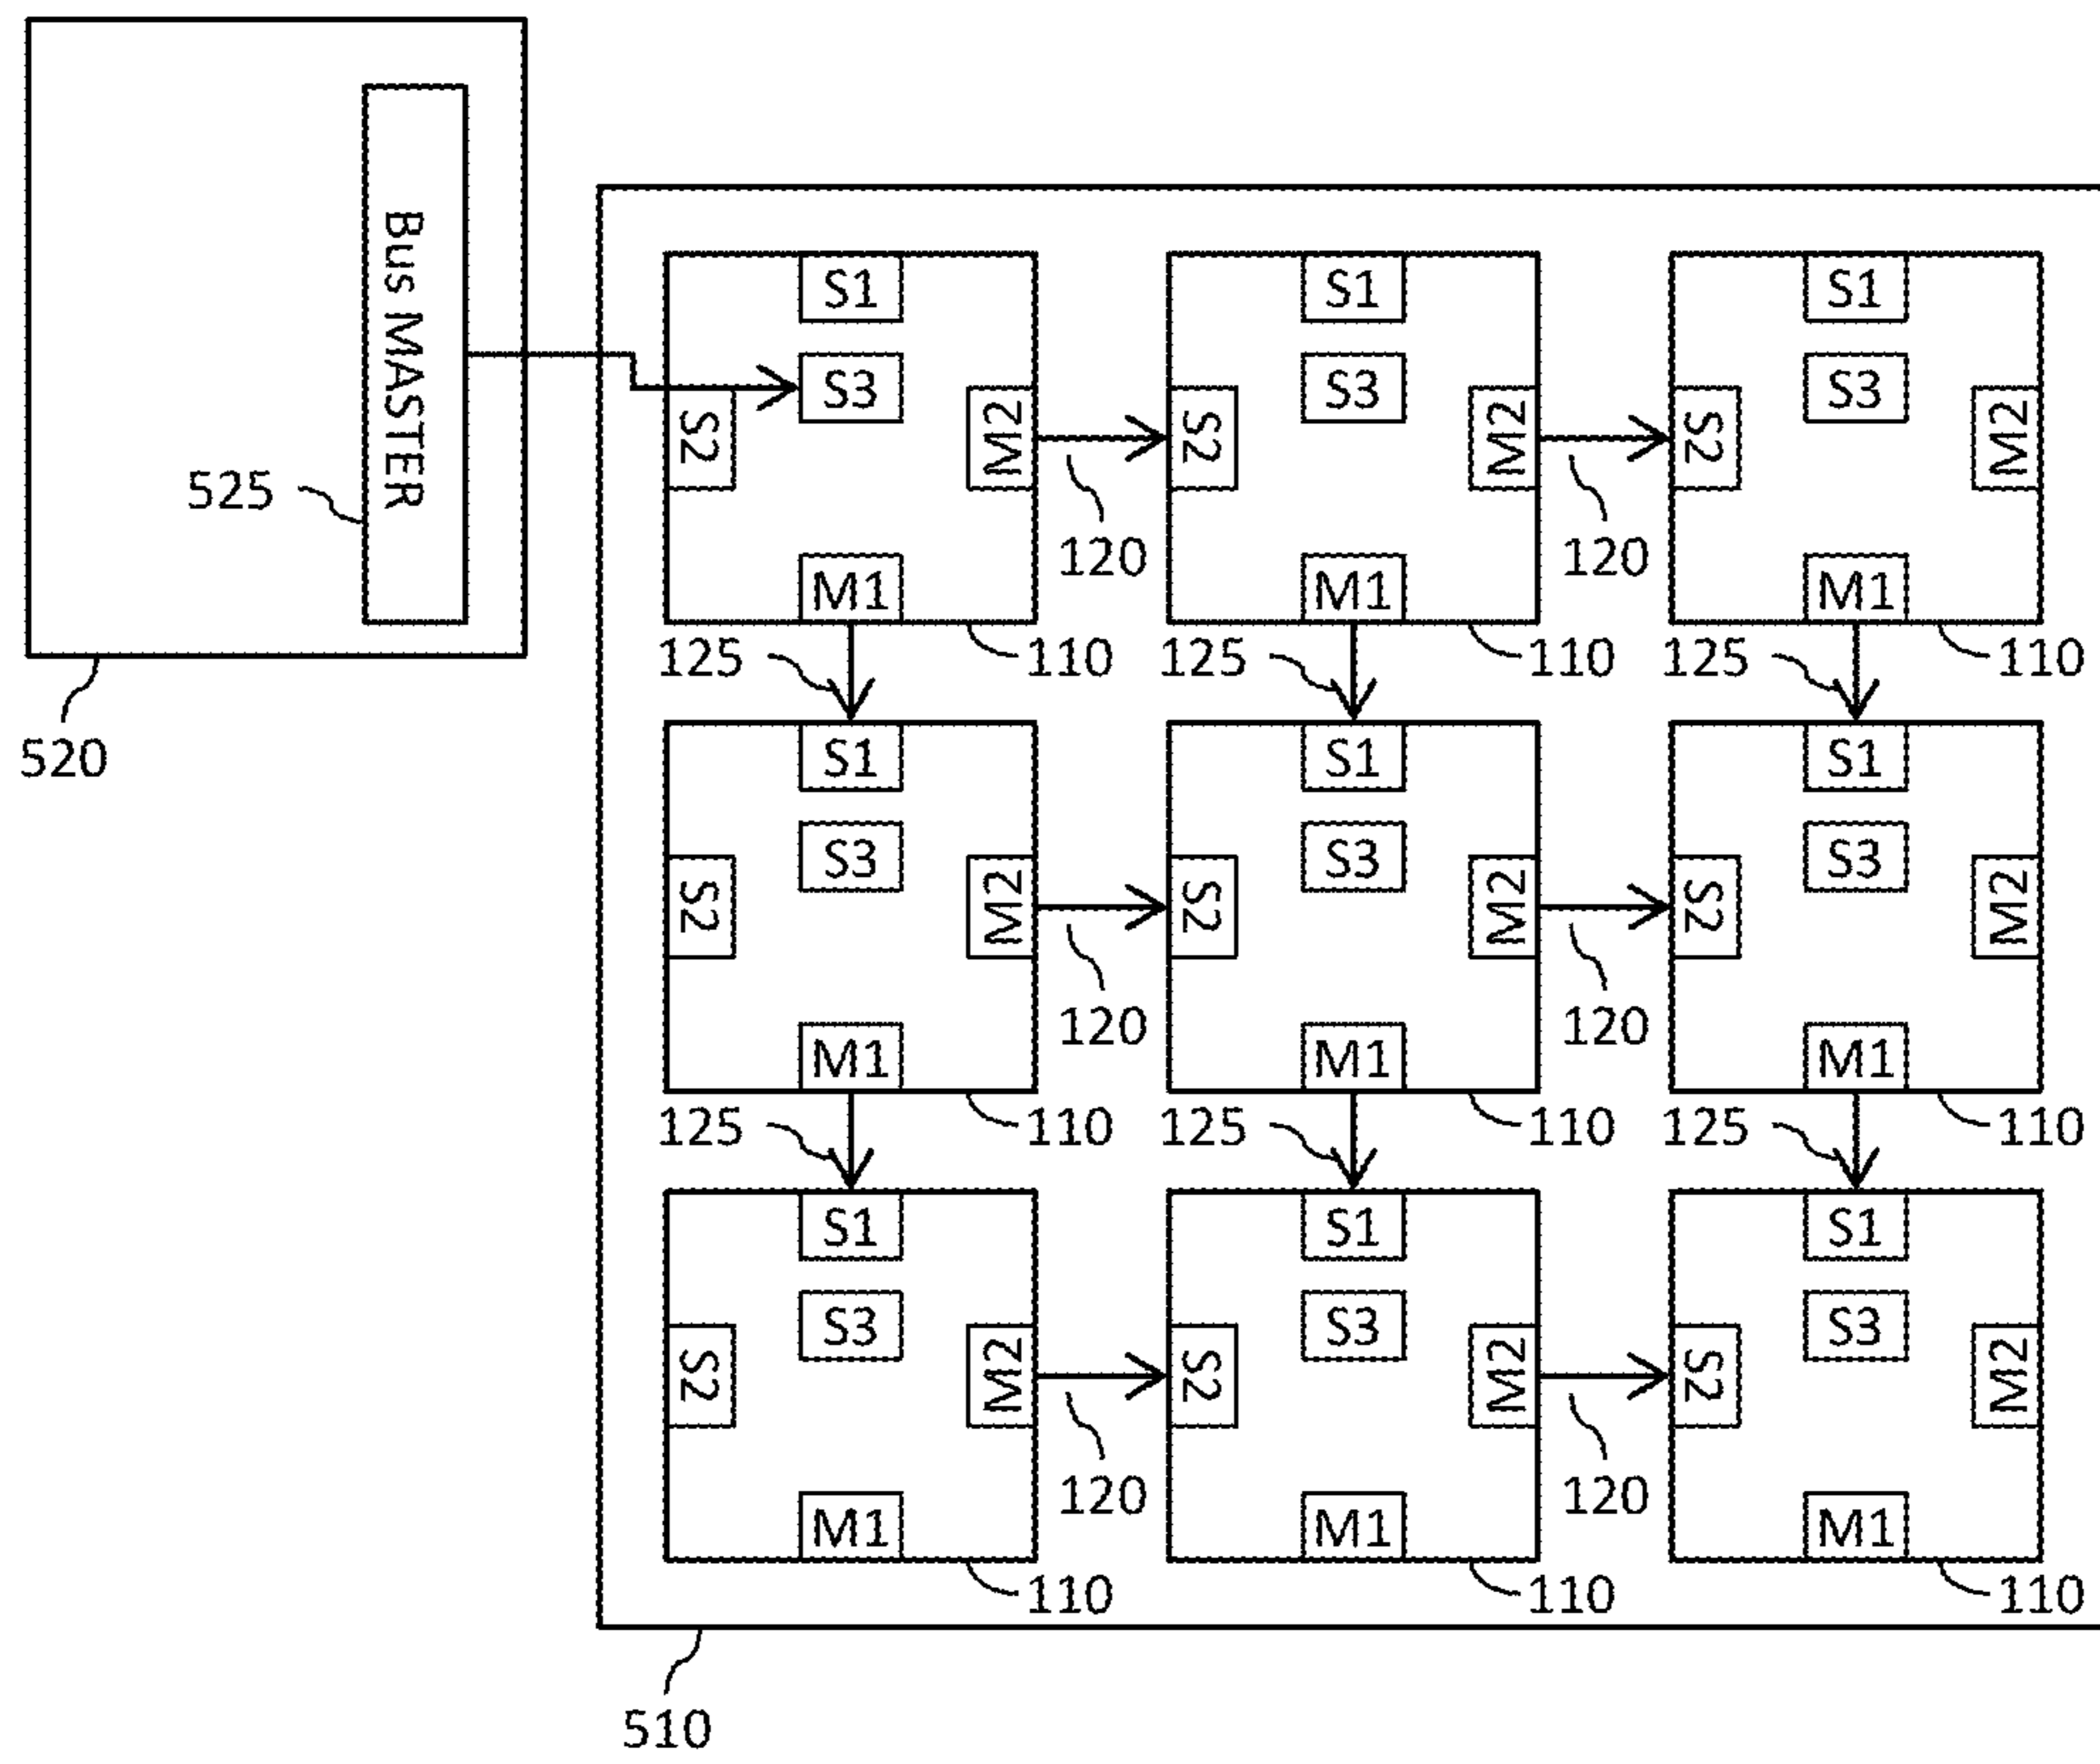 Bus MASTER
525
520
S1 S1 S1
S3 S3 S3
S2 M2 S2 M2 S2 M2
120 120
M1 M1 M1
125 110 125 110 125 110
S1 S1 S1
S3 S3 S3
S2 M2 S2 M2 S2 M2
120 120
M1 M1 M1
125 110 125 110 125 110
S1 S1 S1
S3 S3 S3
S2 M2 S2 M2 S2 M2
120 120
M1 M1 M1
110 110 110
510